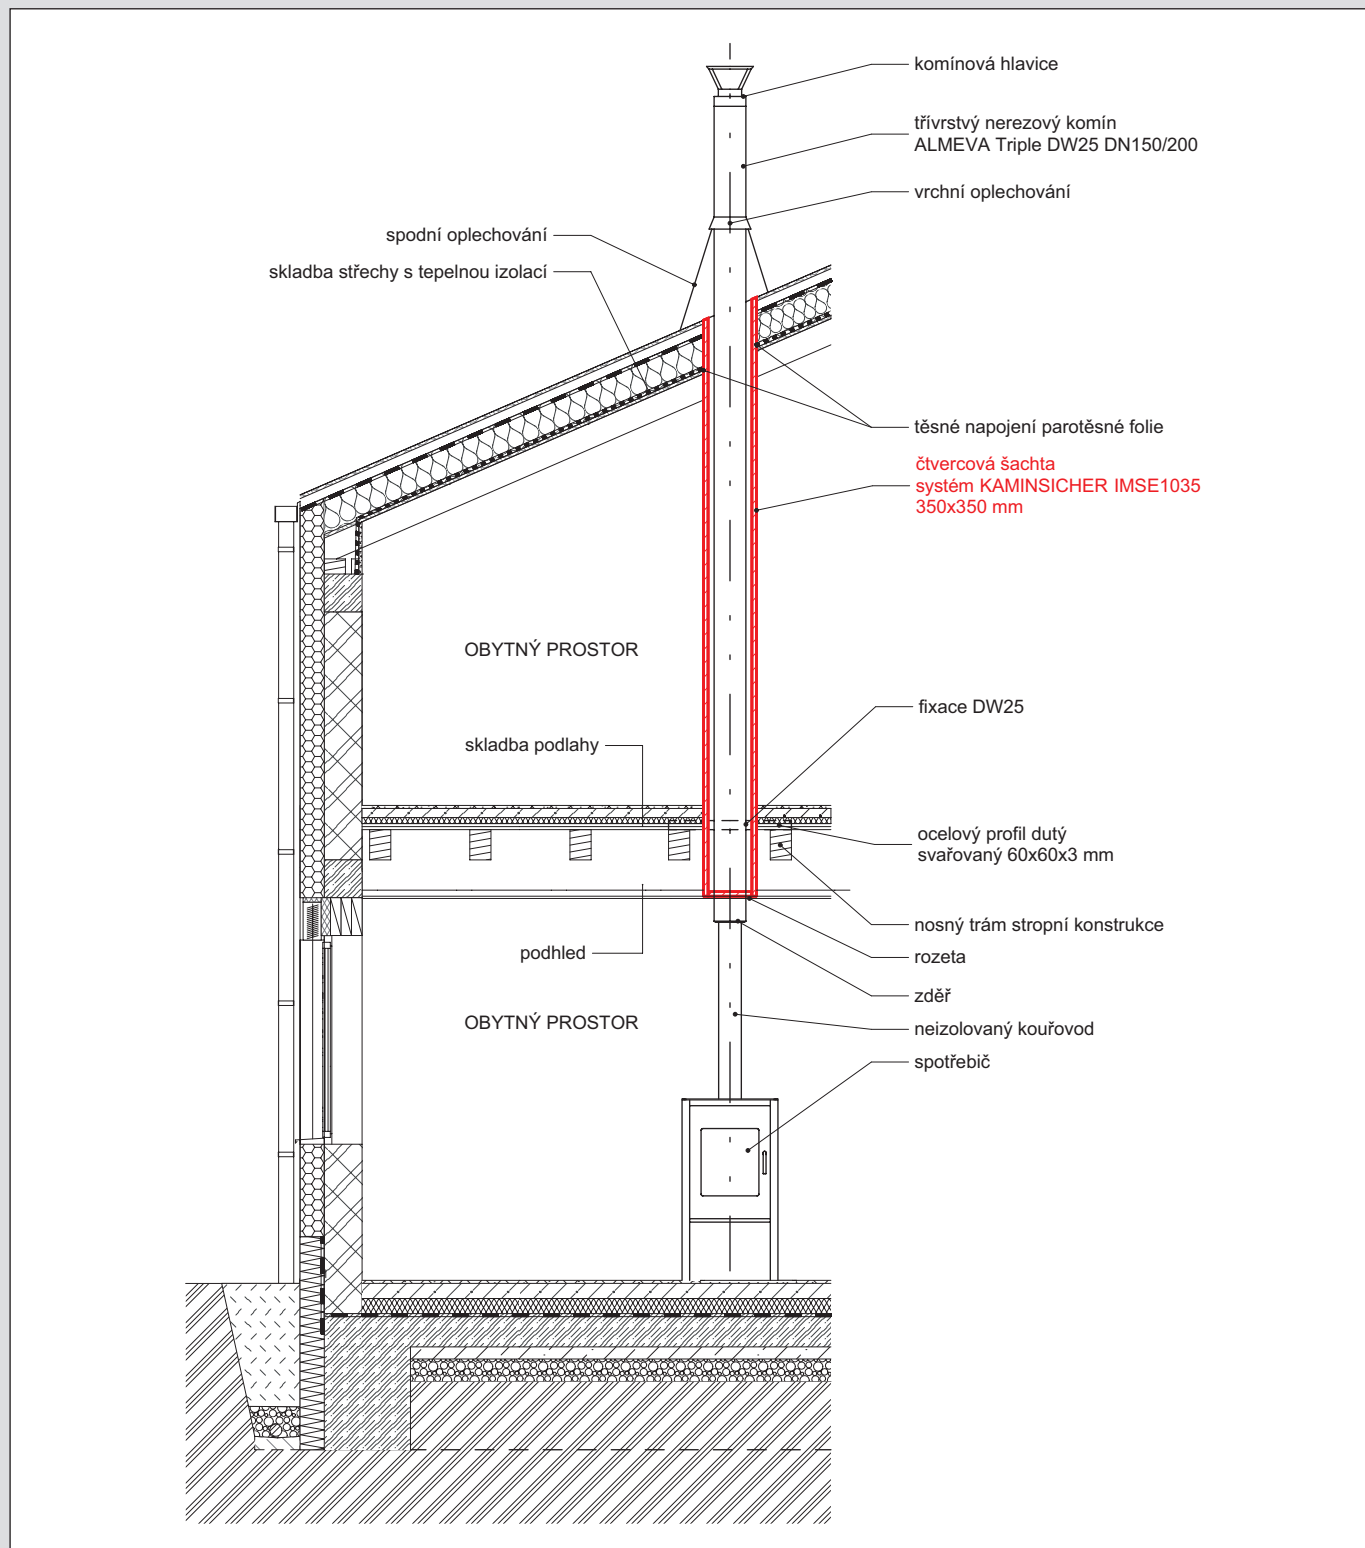 komínová hlavice
třívrstvý nerezový komín
ALMEVA Triple DW25 DN150/200
vrchní oplechování
spodní oplechování
skladba střechy s tepelnou izolací
těsné napojení parotěsné folie
čtvercová šachta
systém KAMINSICHER IMSE1035
350x350 mm
OBYTNÝ PROSTOR
fixace DW25
skladba podlahy
ocelový profil dutý
svařovaný 60x60x3 mm
nosný trám stropní konstrukce
podhled
rozeta
zděř
OBYTNÝ PROSTOR
neizolovaný kouřovod
spotřebič